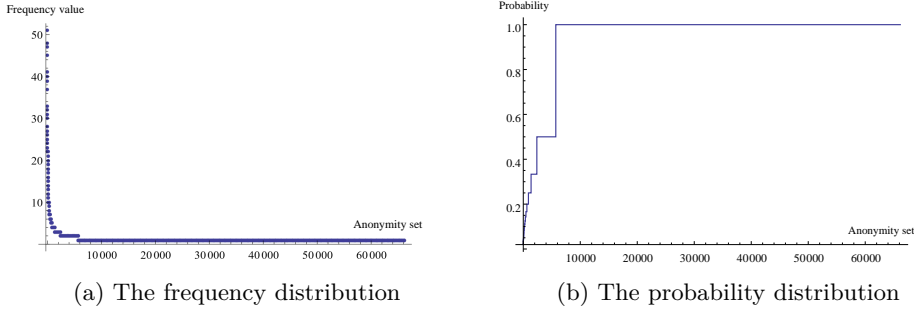 Frequency value
50
40
30
20
10
Anonymity set
10000 20000 30000 40000 50000 60000
(a) The frequency distribution
Probability
1.0
0.8
0.6
0.4
0.2
Anonymity set
10000 20000 30000 40000 50000 60000
(b) The probability distribution